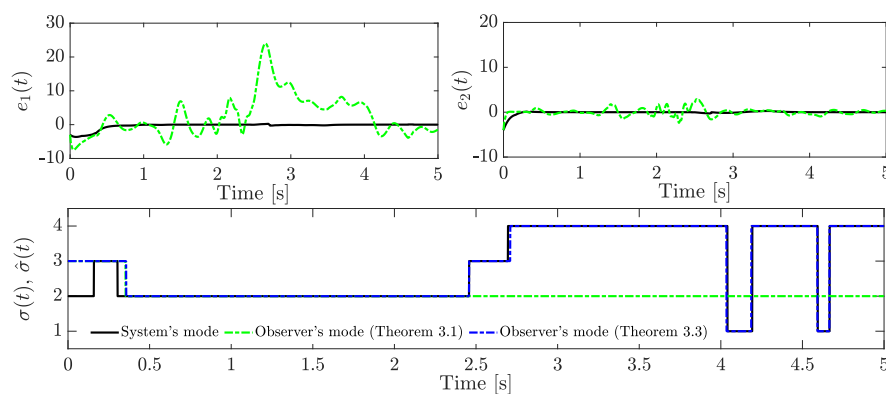 30
20
10
0
-10
e₁(t)
0 1 2 3 4 5
Time [s]
20
10
0
-10
e₂(t)
0 1 2 3 4 5
Time [s]
4
3
2
1
σ(t), σ̂(t)
System's mode Observer's mode (Theorem 3.1) Observer's mode (Theorem 3.3)
0 0.5 1 1.5 2 2.5 3 3.5 4 4.5 5
Time [s]